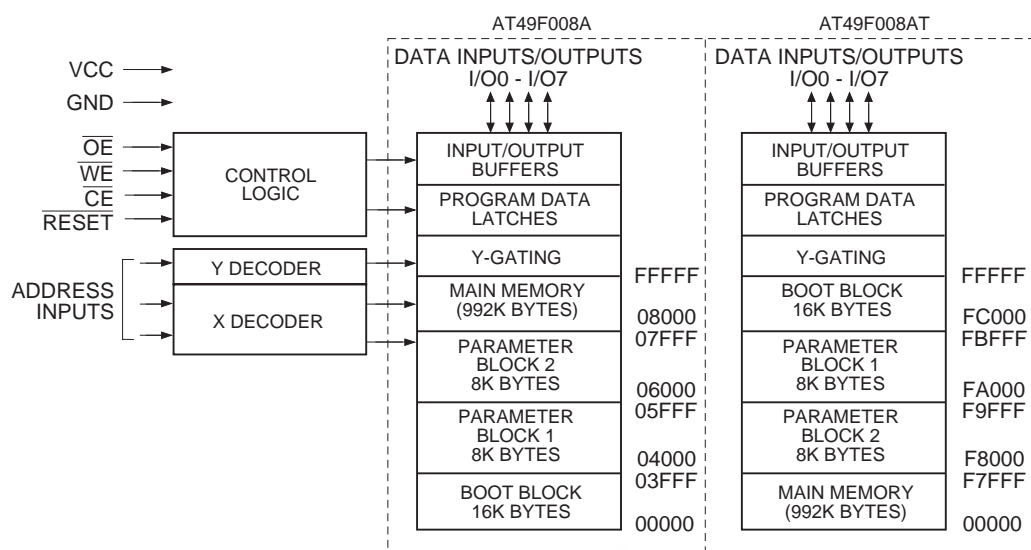 AT49F008A
AT49F008AT
VCC
GND
OE
WE
CE
RESET
ADDRESS
INPUTS
CONTROL
LOGIC
Y DECODER
X DECODER
DATA INPUTS/OUTPUTS
I/O0 - I/O7
INPUT/OUTPUT
BUFFERS
PROGRAM DATA
LATCHES
Y-GATING
MAIN MEMORY
(992K BYTES)
PARAMETER
BLOCK 2
8K BYTES
PARAMETER
BLOCK 1
8K BYTES
BOOT BLOCK
16K BYTES
FFFFF
08000
07FFF
06000
05FFF
04000
03FFF
00000
DATA INPUTS/OUTPUTS
I/O0 - I/O7
INPUT/OUTPUT
BUFFERS
PROGRAM DATA
LATCHES
Y-GATING
BOOT BLOCK
16K BYTES
PARAMETER
BLOCK 1
8K BYTES
PARAMETER
BLOCK 2
8K BYTES
MAIN MEMORY
(992K BYTES)
FFFFF
FC000
FBFFF
FA000
F9FFF
F8000
F7FFF
00000